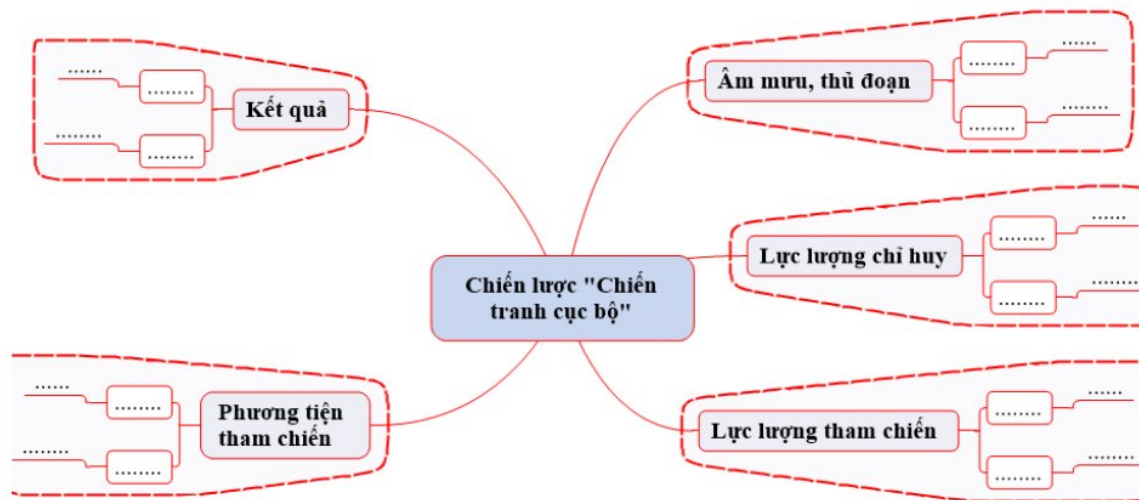 ......
........
........
........
Kết quả
Âm mưu, thủ đoạn
........
......
........
........
Chiến lược "Chiến
tranh cục bộ"
Lực lượng chỉ huy
........
......
........
........
......
........
........
........
Phương tiện
tham chiến
Lực lượng tham chiến
........
......
........
........